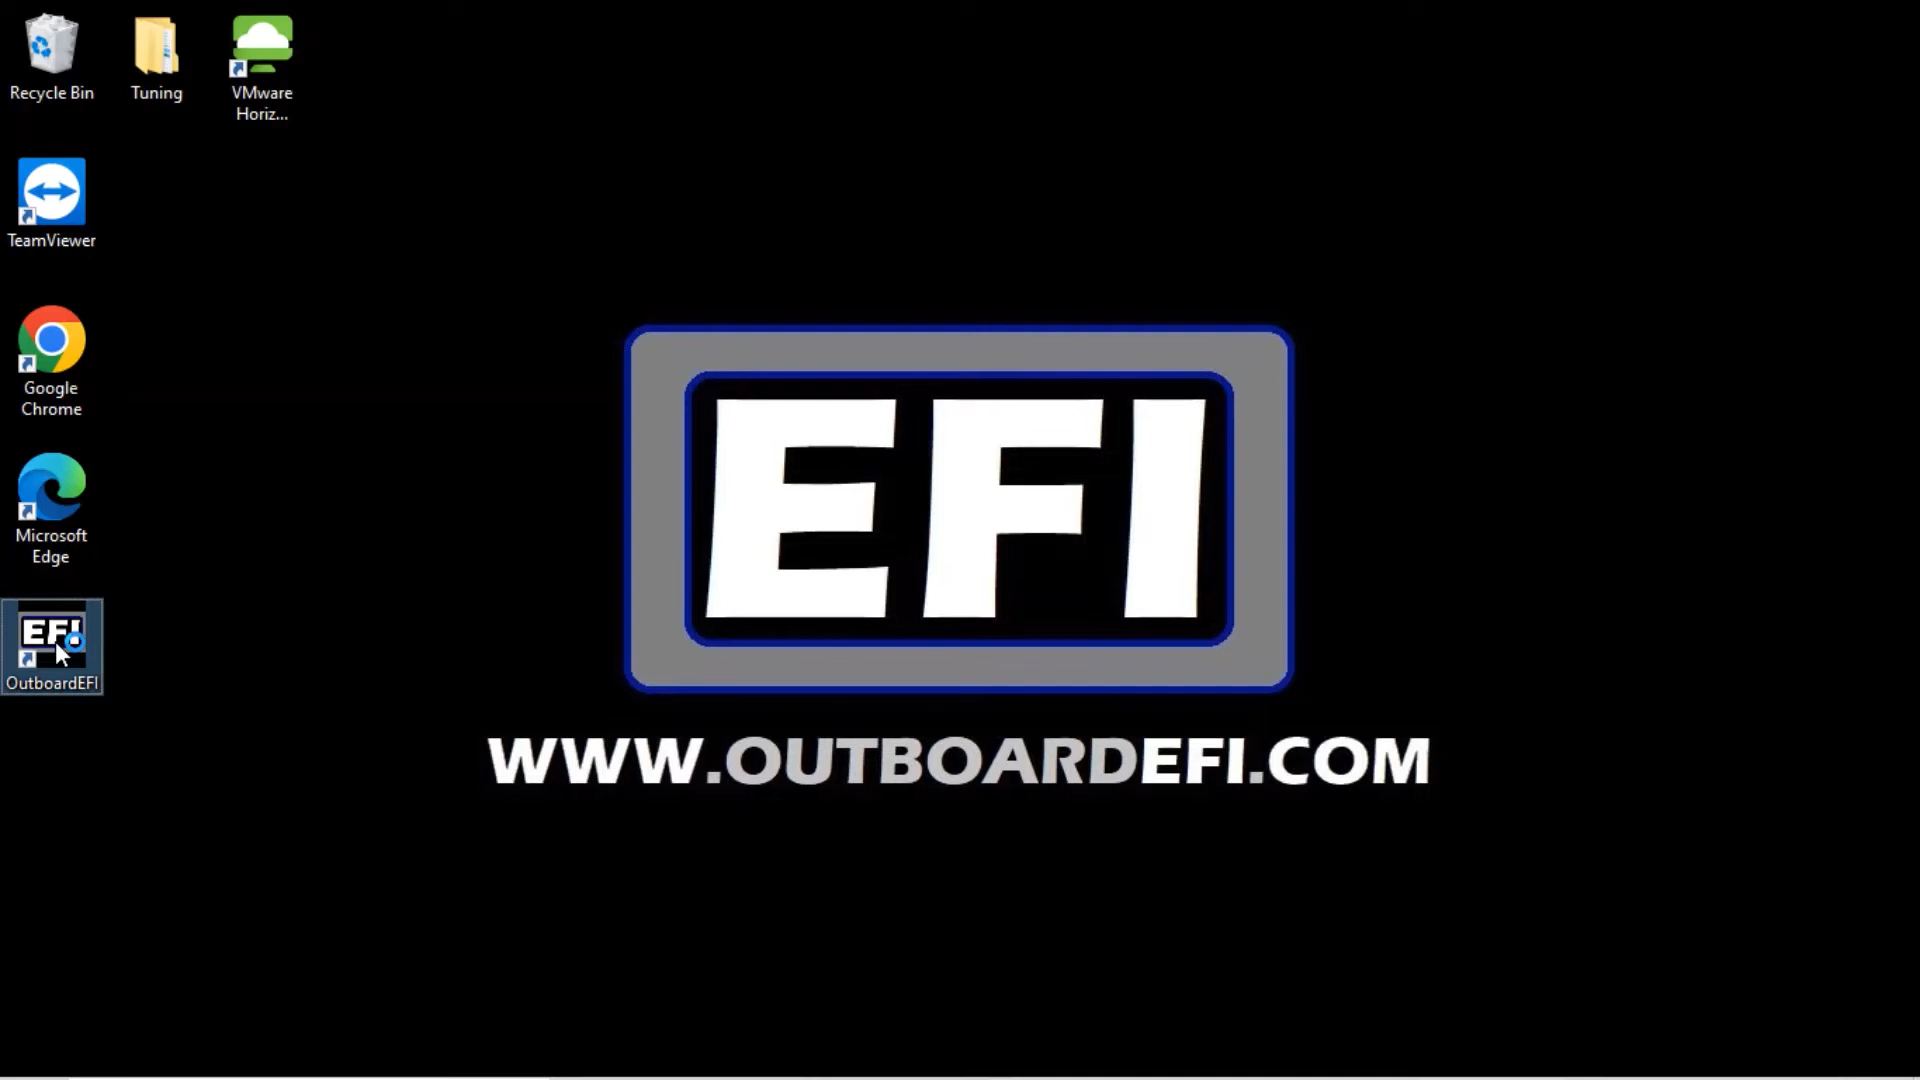 Recycle Bin
Tuning
VMware
Horiz...
TeamViewer
Google
Chrome
Microsoft
Edge
EFI
OutboardEFI
EFI
WWW.OUTBOARDEFI.COM